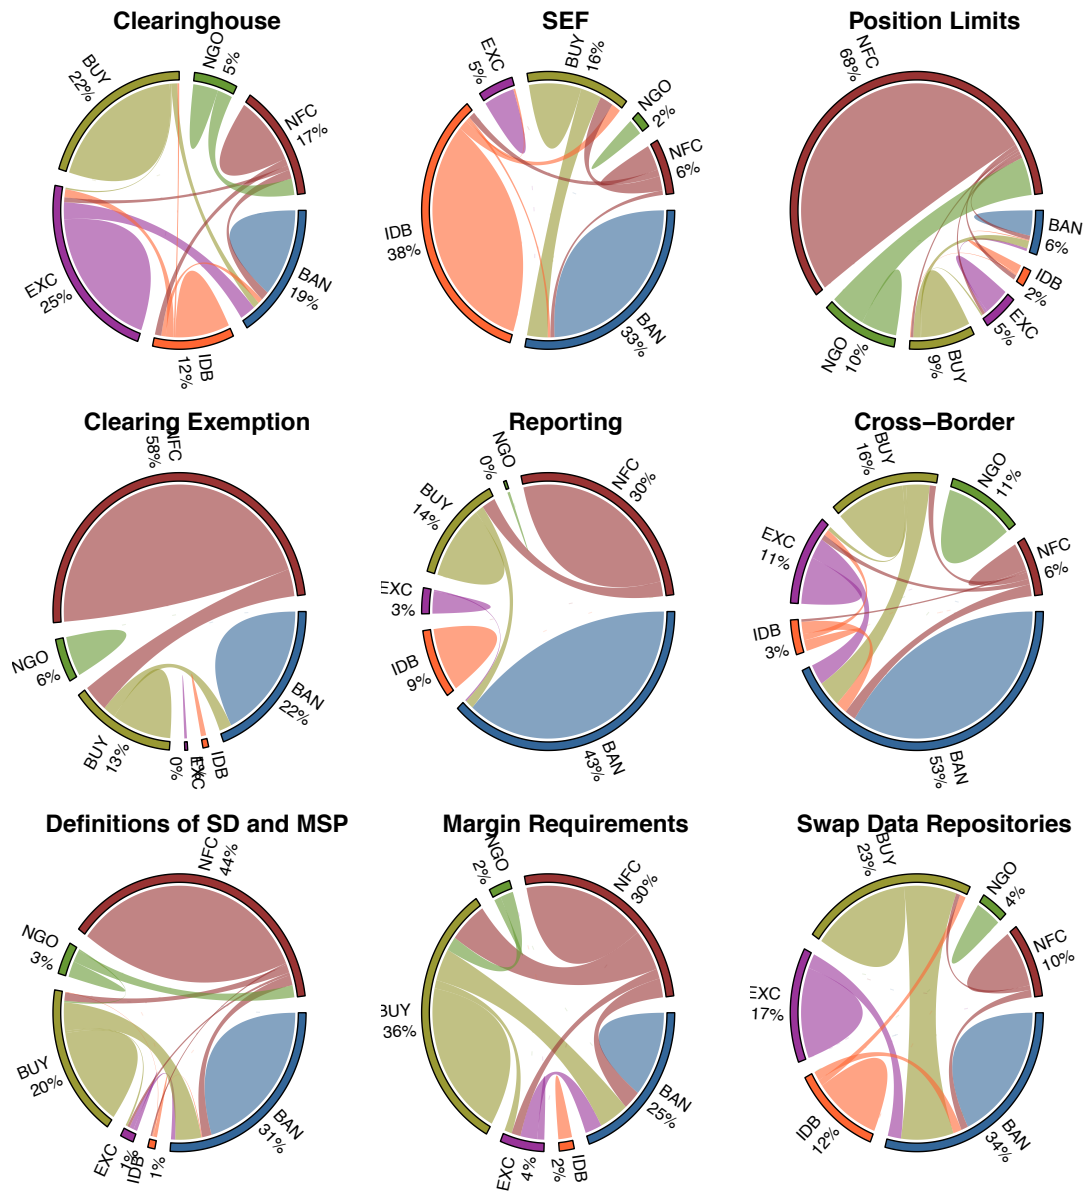 Clearinghouse
NGO
5%
BUY
22%
NFC
17%
EXC
25%
BAN
19%
IDB
12%
SEF
EXC
5%
BUY
16%
NGO
2%
NFC
6%
IDB
38%
BAN
33%
Position Limits
NFC
68%
BAN
6%
IDB
2%
EXC
5%
NGO
10%
BUY
9%
Clearing Exemption
NFC
58%
NGO
6%
BUY
13%
EXC
0%
IDB
BAN
22%
Reporting
NGO
0%
NFC
30%
BUY
14%
EXC
3%
IDB
9%
BAN
43%
Cross−Border
BUY
16%
NGO
11%
EXC
11%
NFC
6%
IDB
3%
BAN
53%
Definitions of SD and MSP
NFC
44%
NGO
3%
BUY
20%
EXC
1%
IDB
1%
BAN
31%
Margin Requirements
NGO
2%
NFC
30%
BUY
36%
BAN
25%
EXC
4%
IDB
2%
Swap Data Repositories
BUY
23%
NGO
4%
NFC
10%
EXC
17%
IDB
12%
BAN
34%